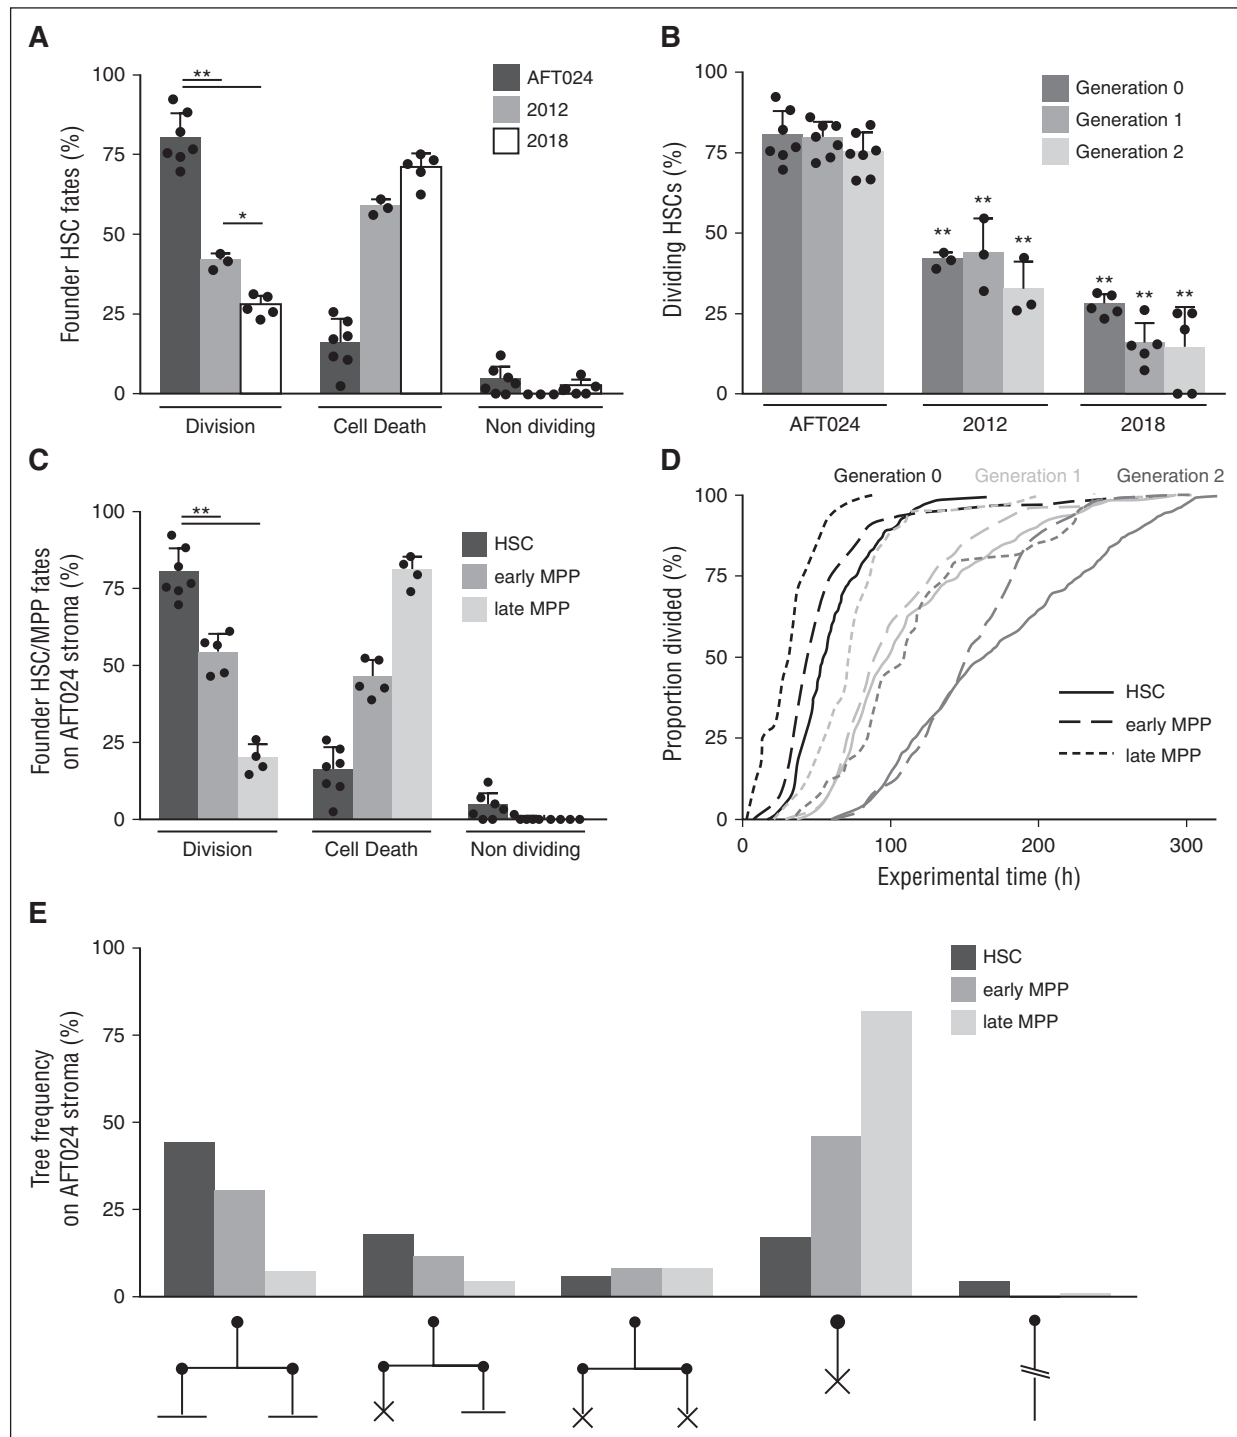 A
Founder HSC fates (%)
100
75
50
25
0
**
*
AFT024
2012
2018
Division
Cell Death
Non dividing
B
Dividing HSCs (%)
100
75
50
25
0
Generation 0
Generation 1
Generation 2
**
**
**
**
**
**
AFT024
2012
2018
C
Founder HSC/MPP fates
on AFT024 stroma (%)
100
75
50
25
0
**
HSC
early MPP
late MPP
Division
Cell Death
Non dividing
D
Generation 0
Generation 1
Generation 2
Proportion divided (%)
100
75
50
25
0
HSC
early MPP
late MPP
0
100
200
300
Experimental time (h)
E
Tree frequency
on AFT024 stroma (%)
100
75
50
25
0
HSC
early MPP
late MPP